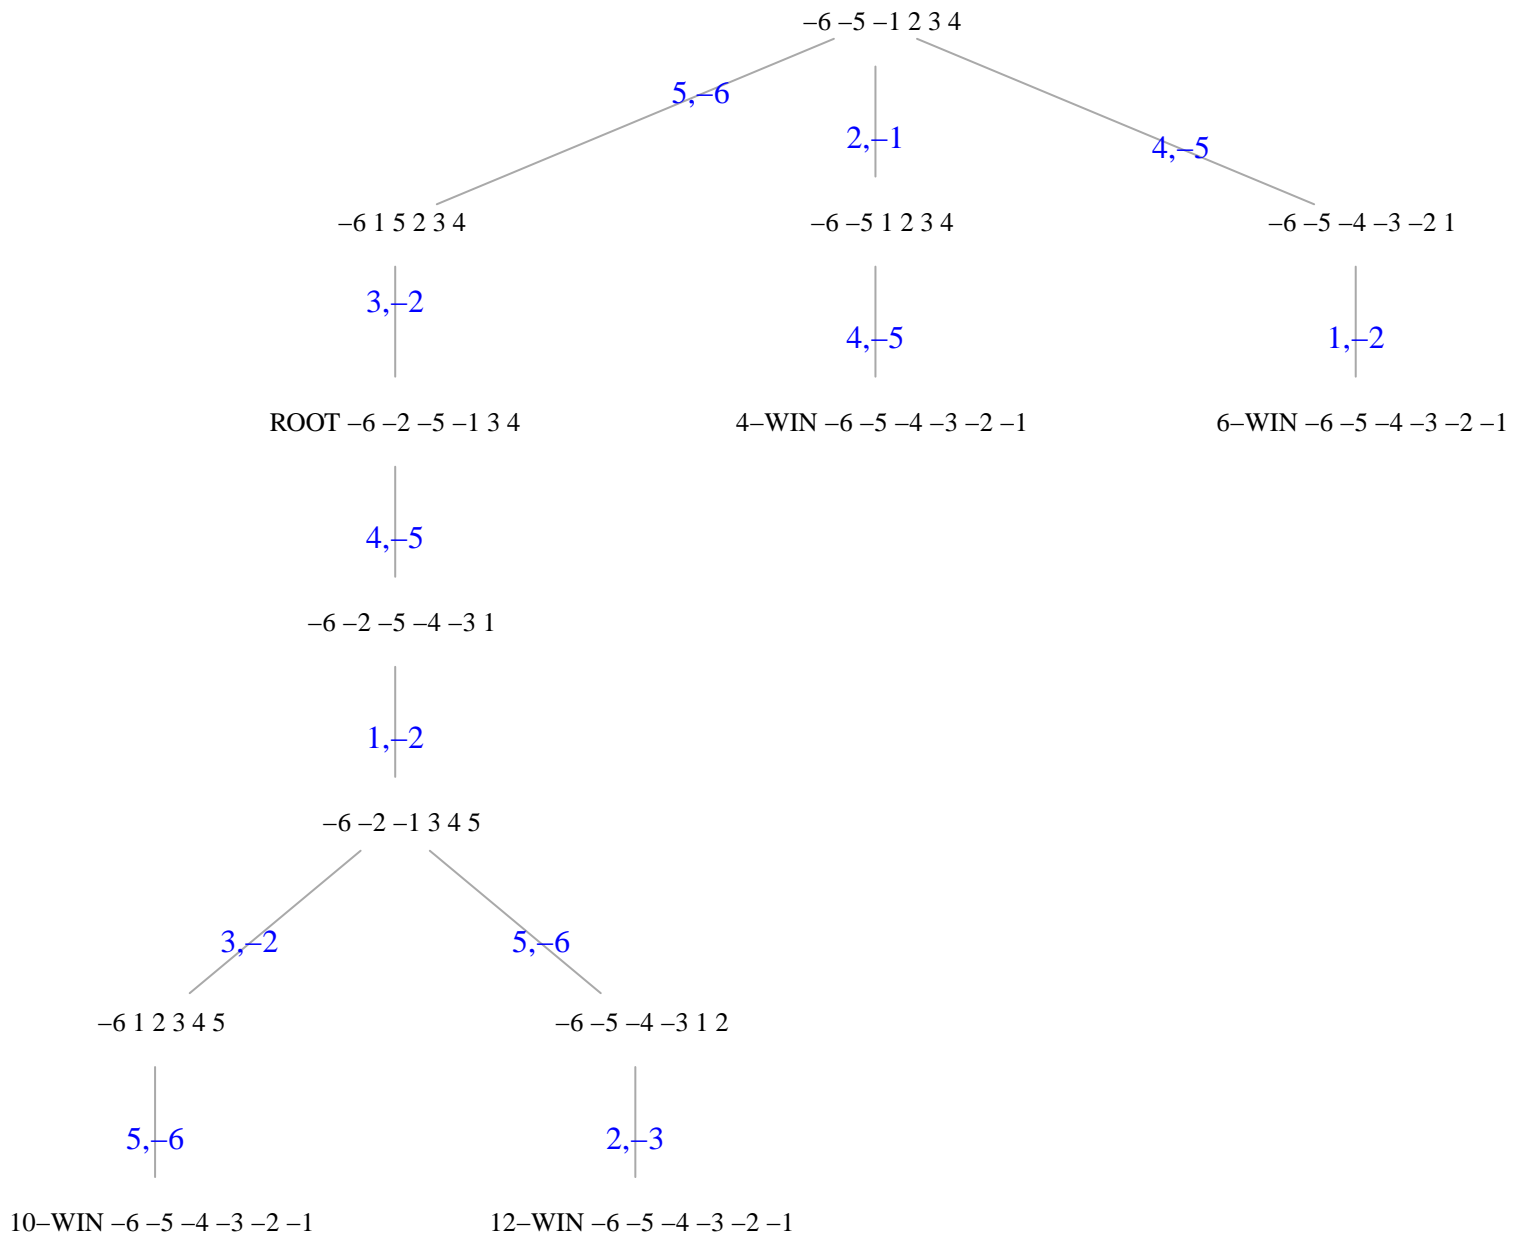 –6 –5 –1 2 3 4
5,–6
2,–1
4,–5
–6 1 5 2 3 4
–6 –5 1 2 3 4
–6 –5 –4 –3 –2 1
3,–2
4,–5
1,–2
ROOT –6 –2 –5 –1 3 4
4–WIN –6 –5 –4 –3 –2 –1
6–WIN –6 –5 –4 –3 –2 –1
4,–5
–6 –2 –5 –4 –3 1
1,–2
–6 –2 –1 3 4 5
3,–2
5,–6
–6 1 2 3 4 5
–6 –5 –4 –3 1 2
5,–6
2,–3
10–WIN –6 –5 –4 –3 –2 –1
12–WIN –6 –5 –4 –3 –2 –1